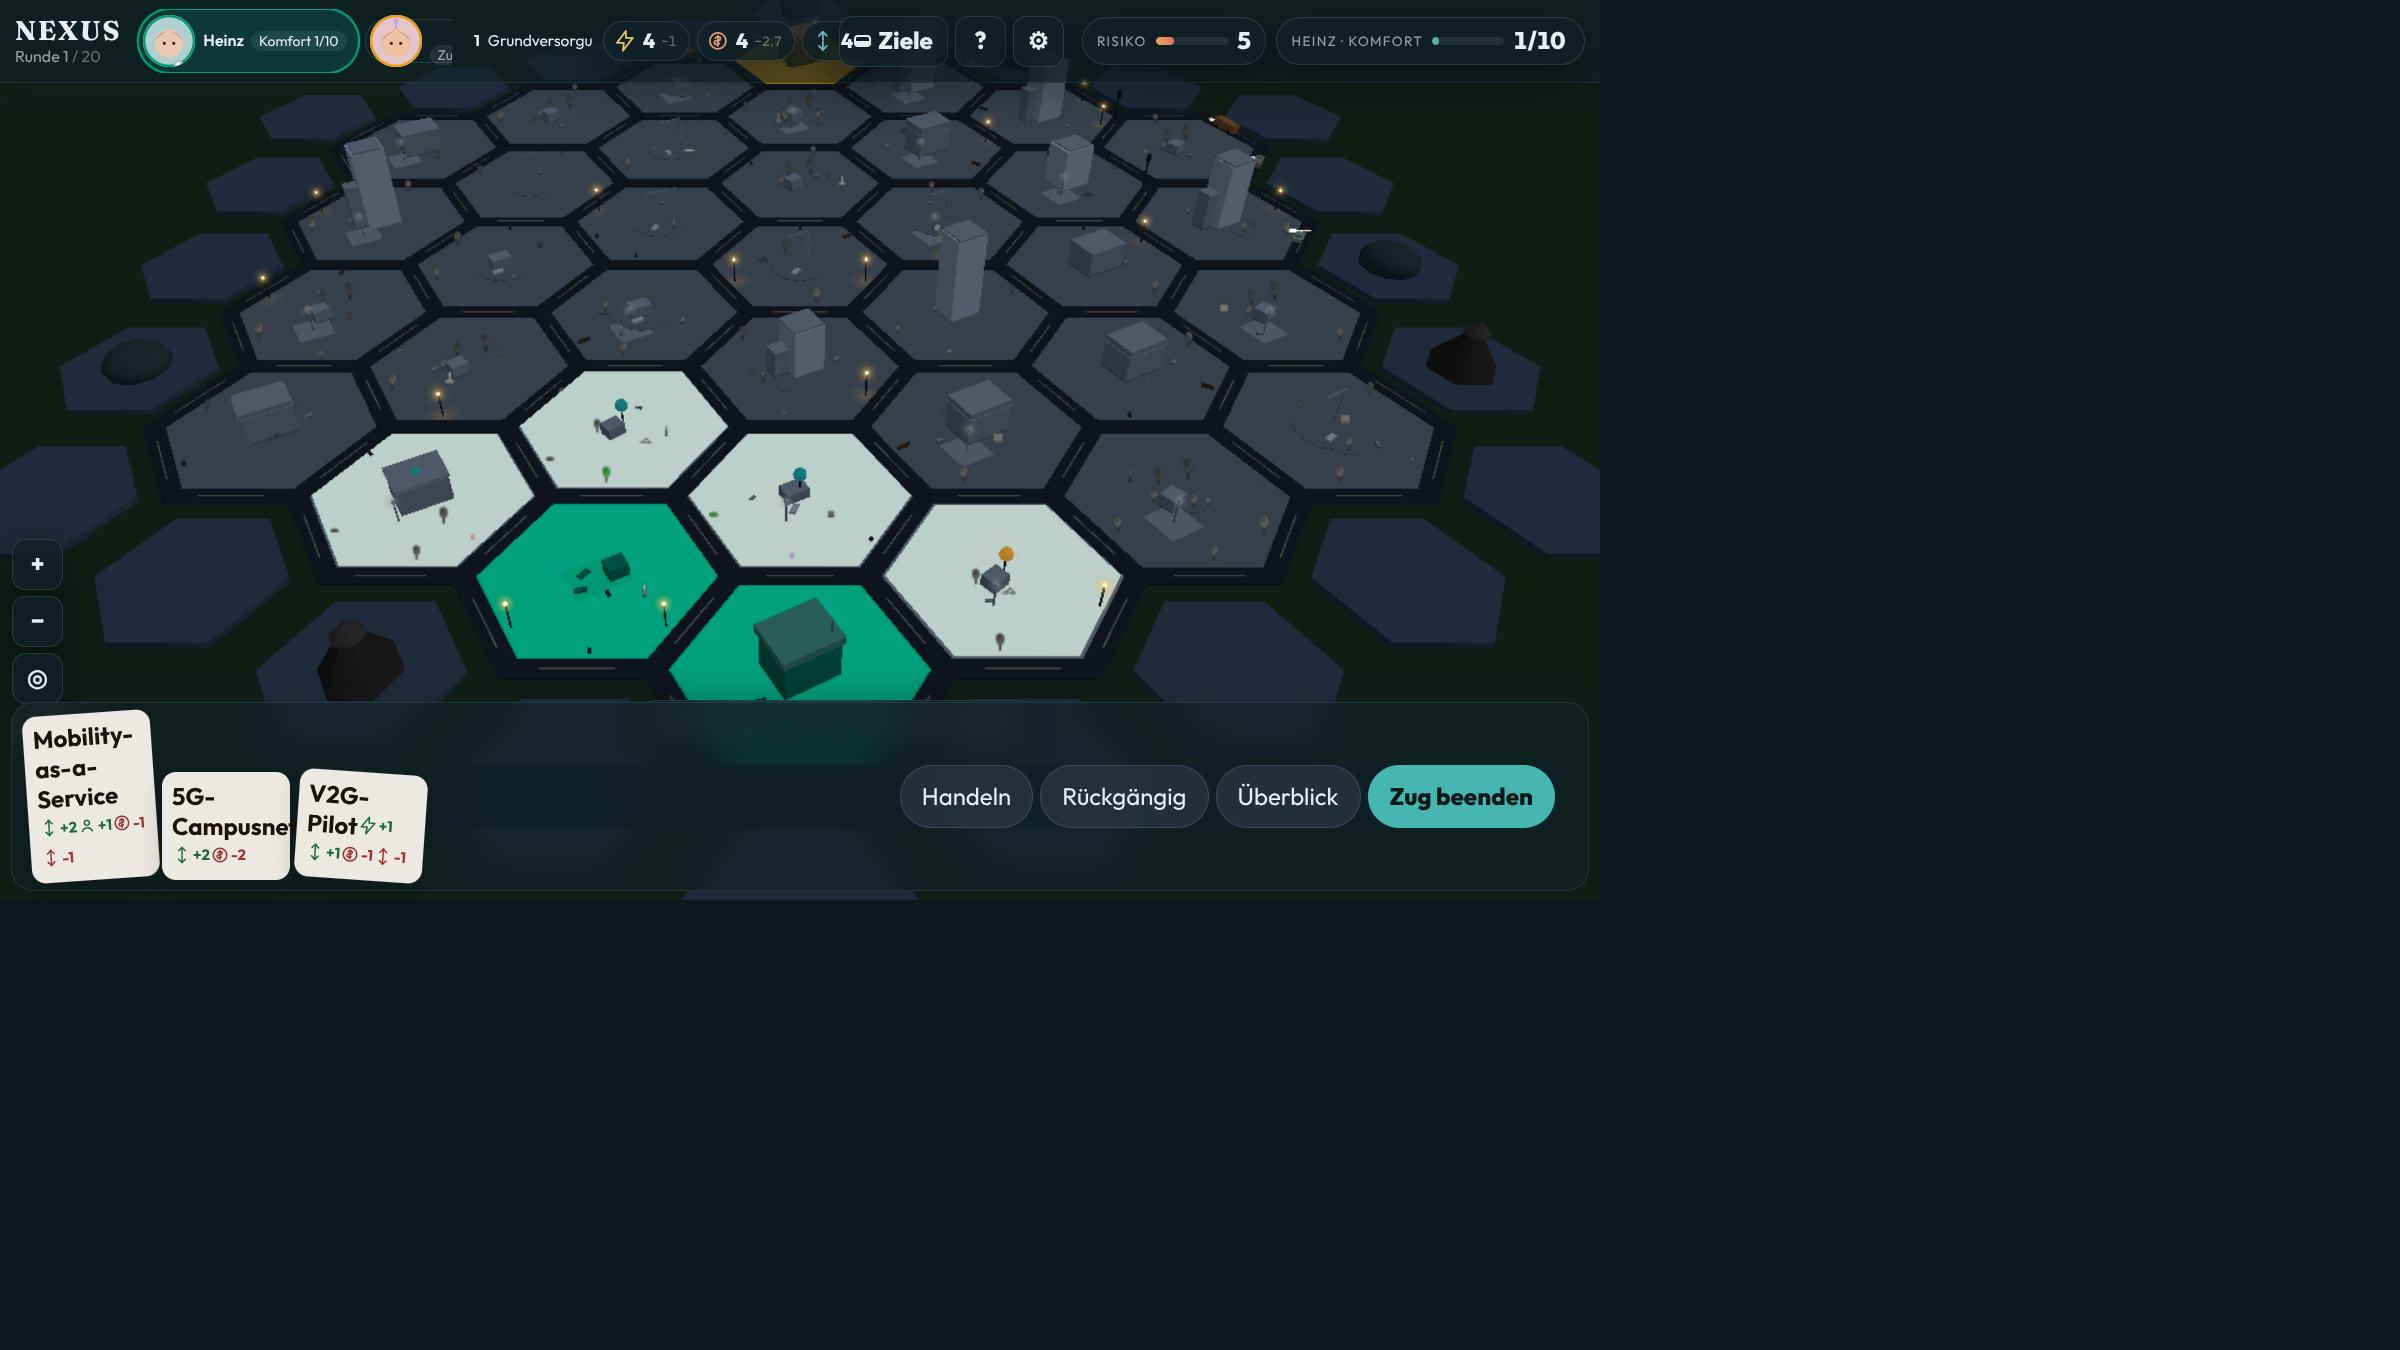 NEXUS
Runde 1 / 20
Heinz Komfort 1/10
Zu
1 Grundversorgu
4 ~1
4 ~2.7
4 Ziele
?
RISIKO 5
HEINZ · KOMFORT 1/10
+
−
Mobility-
as-a-
Service
+2 +1 -1
-1
5G-
Campusnet
+2 -2
V2G-
Pilot +1
+1 -1 -1
Handeln
Rückgängig
Überblick
Zug beenden